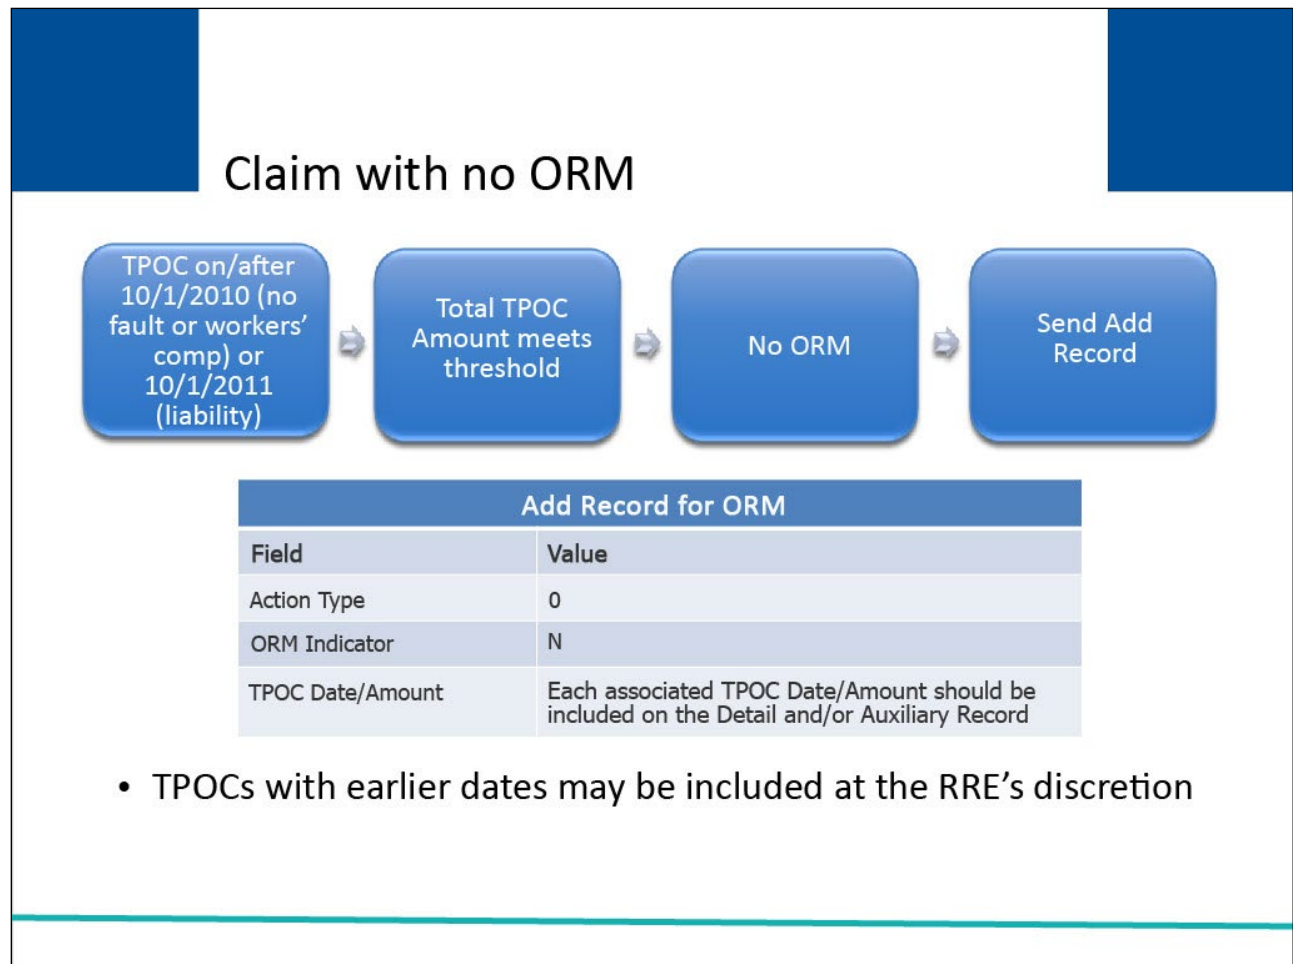 Claim with no ORM
TPOC on/after
10/1/2010 (no
fault or workers’
comp) or
10/1/2011
(liability)
Total TPOC
Amount meets
threshold
No ORM
Send Add
Record
Add Record for ORM
Field Value
Action Type 0
ORM Indicator N
TPOC Date/Amount Each associated TPOC Date/Amount should be
included on the Detail and/or Auxiliary Record
• TPOCs with earlier dates may be included at the RRE’s discretion